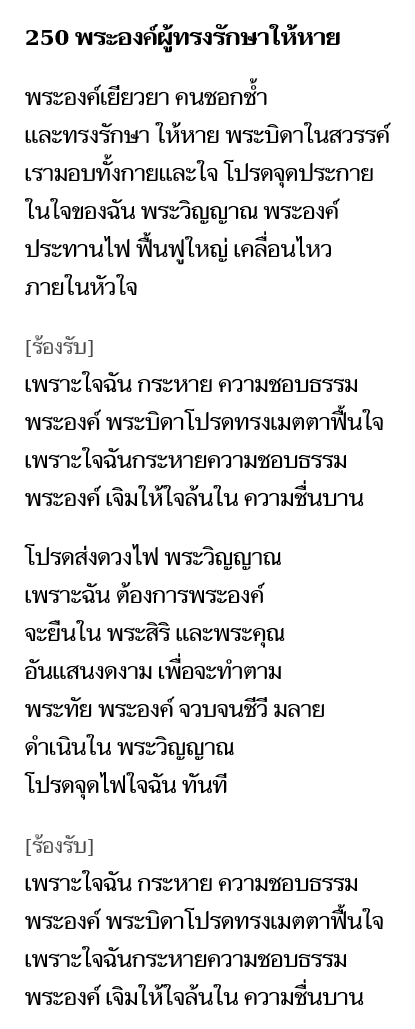 250 พระองค์ผู้ทรงรักษาให้หาย
พระองค์เยียวยา คนชอกช้ำ
และทรงรักษา ให้หาย พระบิดาในสวรรค์
เรามอบทั้งกายและใจ โปรดจุดประกาย
ในใจของฉัน พระวิญญาณ พระองค์
ประทานไฟ ฟื้นฟูใหญ่ เคลื่อนไหว
ภายในหัวใจ
[ร้องรับ]
เพราะใจฉัน กระหาย ความชอบธรรม
พระองค์ พระบิดาโปรดทรงเมตตาฟื้นใจ
เพราะใจฉันกระหายความชอบธรรม
พระองค์ เจิมให้ใจล้นใน ความชื่นบาน
โปรดส่งดวงไฟ พระวิญญาณ
เพราะฉัน ต้องการพระองค์
จะยืนใน พระสิริ และพระคุณ
อันแสนงดงาม เพื่อจะทำตาม
พระทัย พระองค์ จวบจนชีวี มลาย
ดำเนินใน พระวิญญาณ
โปรดจุดไฟใจฉัน ทันที
[ร้องรับ]
เพราะใจฉัน กระหาย ความชอบธรรม
พระองค์ พระบิดาโปรดทรงเมตตาฟื้นใจ
เพราะใจฉันกระหายความชอบธรรม
พระองค์ เจิมให้ใจล้นใน ความชื่นบาน